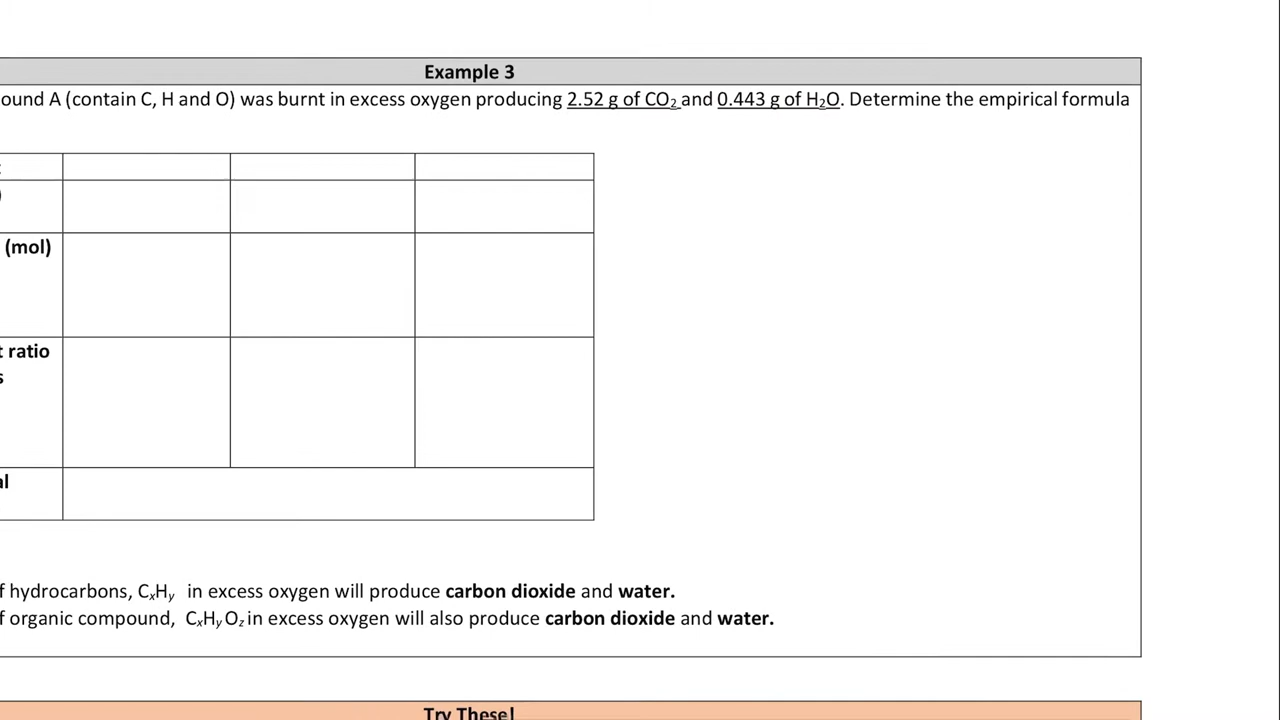 Example 3
ound A (contain C, H and O) was burnt in excess oxygen producing 2.52 g of CO₂ and 0.443 g of H₂O. Determine the empirical formula
(mol)
t ratio
s
al
f hydrocarbons, CₓHᵧ in excess oxygen will produce carbon dioxide and water.
f organic compound, CₓHᵧO𝓏 in excess oxygen will also produce carbon dioxide and water.
Try These!